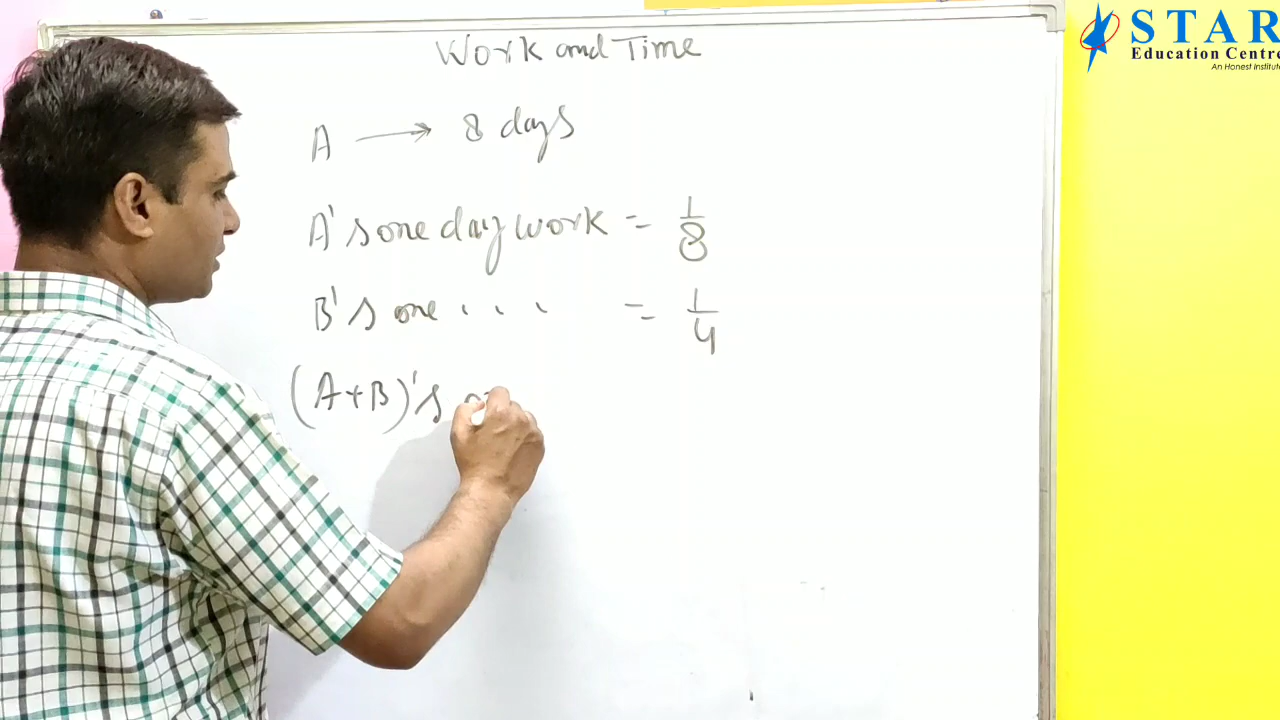 STAR
Education Centre
An Honest Institute
Work and Time
A → 8 days
A's one day work = 1/8
B's one , , , = 1/4
(A+B)'s